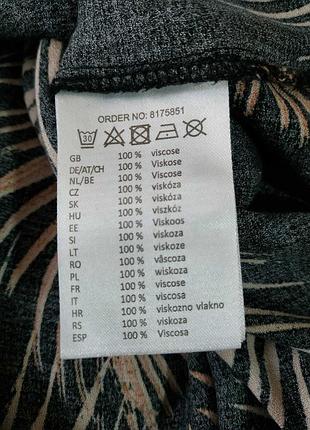 ORDER NO: 8175851
30
GB 100 % viscose
DE/AT/CH 100 % Viskose
NL/BE 100 % Viscose
CZ 100 % viskóza
SK 100 % viskóza
HU 100 % viszkóz
EE 100 % Viskoos
SI 100 % viskoza
LT 100 % viskoze
RO 100 % vâscoza
PL 100 % wiskoza
FR 100 % viscose
IT 100 % viscosa
HR 100 % viskozno vlakno
RS 100 % viskoza
ESP 100 % Viscosa